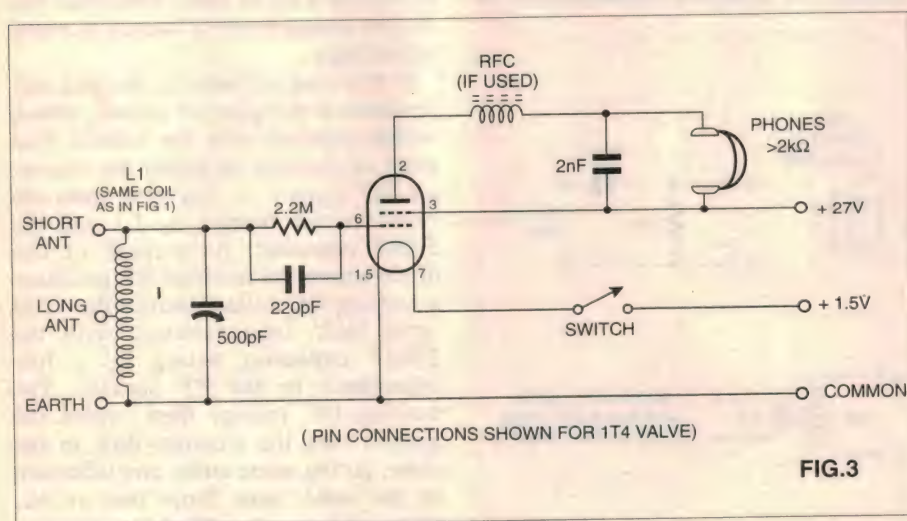 RFC
(IF USED)
PHONES
>2kΩ
2nF
2
L1
(SAME COIL
AS IN FIG 1)
2.2M
6
3
+ 27V
SHORT
ANT
1,5
7
+ 1.5V
LONG
ANT
220pF
500pF
SWITCH
EARTH
COMMON
( PIN CONNECTIONS SHOWN FOR 1T4 VALVE)
FIG.3